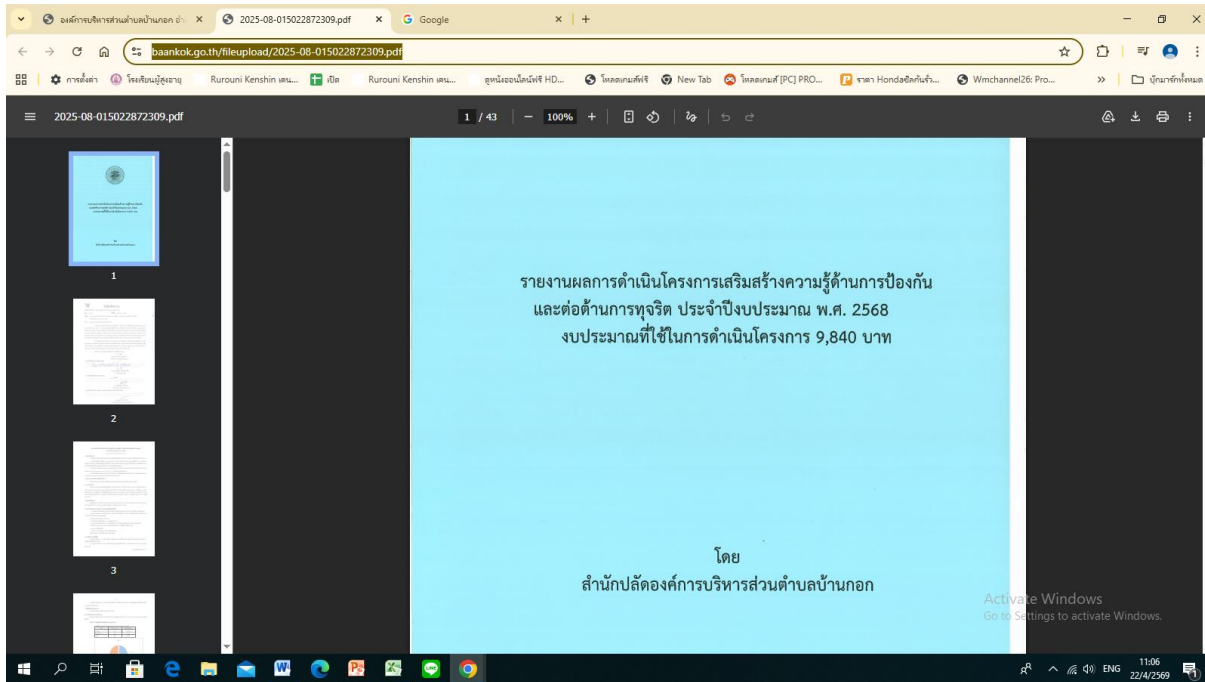 องค์การบริหารส่วนตำบลบ้านกอก อำ
2025-08-015022872309.pdf
Google
baankok.go.th/fileupload/2025-08-015022872309.pdf
การตั้งค่า
โรงเรียนผู้สูงอายุ
Rurouni Kenshin เคน...
เปิด
Rurouni Kenshin เคน...
ดูหนังออนไลน์ฟรี HD...
โหลดเกมส์ฟรี
New Tab
โหลดเกมส์ [PC] PRO...
ราคา Hondaซีลกันรั่ว...
Wmchannel26: Pro...
บุ๊กมาร์กทั้งหมด
2025-08-015022872309.pdf
1 / 43
100%
1
2
3
รายงานผลการดำเนินโครงการเสริมสร้างความรู้ด้านการป้องกัน
และต่อต้านการทุจริต ประจำปีงบประมาณ พ.ศ. 2568
งบประมาณที่ใช้ในการดำเนินโครงการ 9,840 บาท
โดย
สำนักปลัดองค์การบริหารส่วนตำบลบ้านกอก
Activate Windows
Go to Settings to activate Windows.
ENG
11:06
22/4/2569